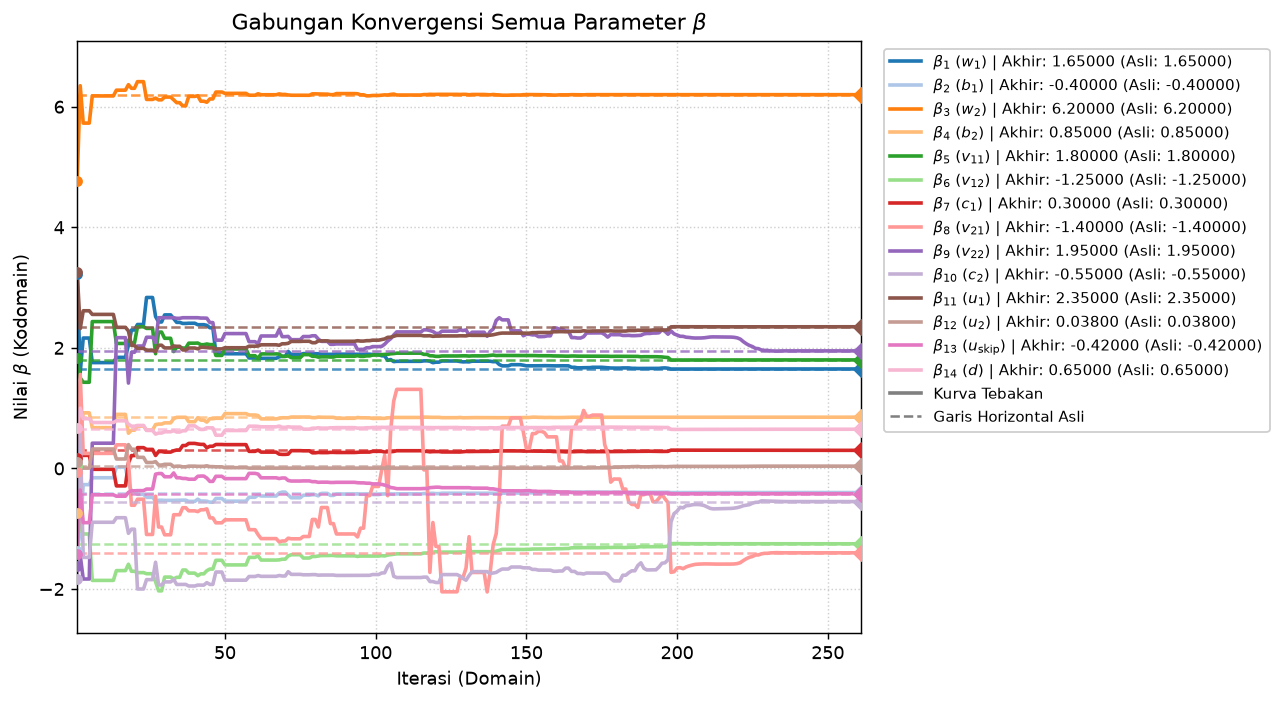 Gabungan Konvergensi Semua Parameter β
6
4
2
0
−2
50
100
150
200
250
Nilai β (Kodomain)
Iterasi (Domain)
β₁ (w₁) | Akhir: 1.65000 (Asli: 1.65000)
β₂ (b₁) | Akhir: -0.40000 (Asli: -0.40000)
β₃ (w₂) | Akhir: 6.20000 (Asli: 6.20000)
β₄ (b₂) | Akhir: 0.85000 (Asli: 0.85000)
β₅ (v₁₁) | Akhir: 1.80000 (Asli: 1.80000)
β₆ (v₁₂) | Akhir: -1.25000 (Asli: -1.25000)
β₇ (c₁) | Akhir: 0.30000 (Asli: 0.30000)
β₈ (v₂₁) | Akhir: -1.40000 (Asli: -1.40000)
β₉ (v₂₂) | Akhir: 1.95000 (Asli: 1.95000)
β₁₀ (c₂) | Akhir: -0.55000 (Asli: -0.55000)
β₁₁ (u₁) | Akhir: 2.35000 (Asli: 2.35000)
β₁₂ (u₂) | Akhir: 0.03800 (Asli: 0.03800)
β₁₃ (uₛₖᵢₚ) | Akhir: -0.42000 (Asli: -0.42000)
β₁₄ (d) | Akhir: 0.65000 (Asli: 0.65000)
Kurva Tebakan
Garis Horizontal Asli